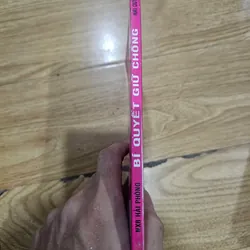 BÍ QUYẾT GIỮ CHỒNG
NXB HẢI PHÒNG